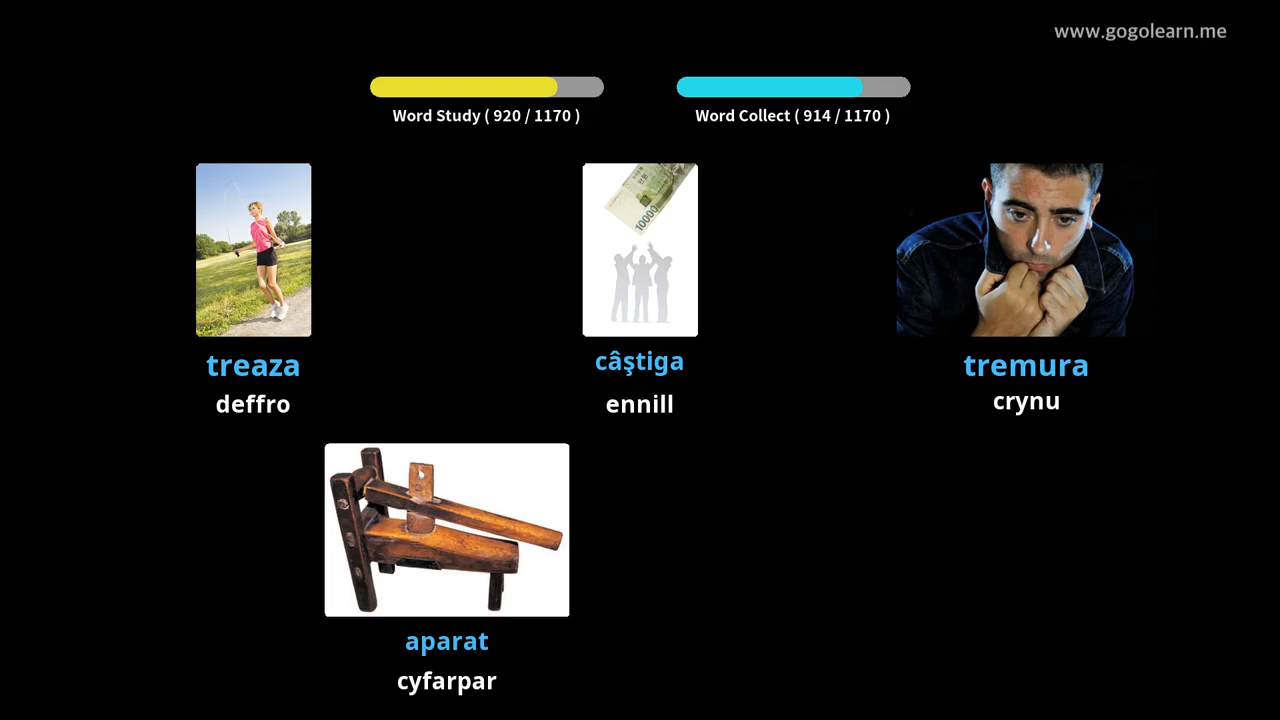 www.gogolearn.me
Word Study ( 920 / 1170 )
Word Collect ( 914 / 1170 )
10000
treaza
câştiga
tremura
deffro
ennill
crynu
aparat
cyfarpar